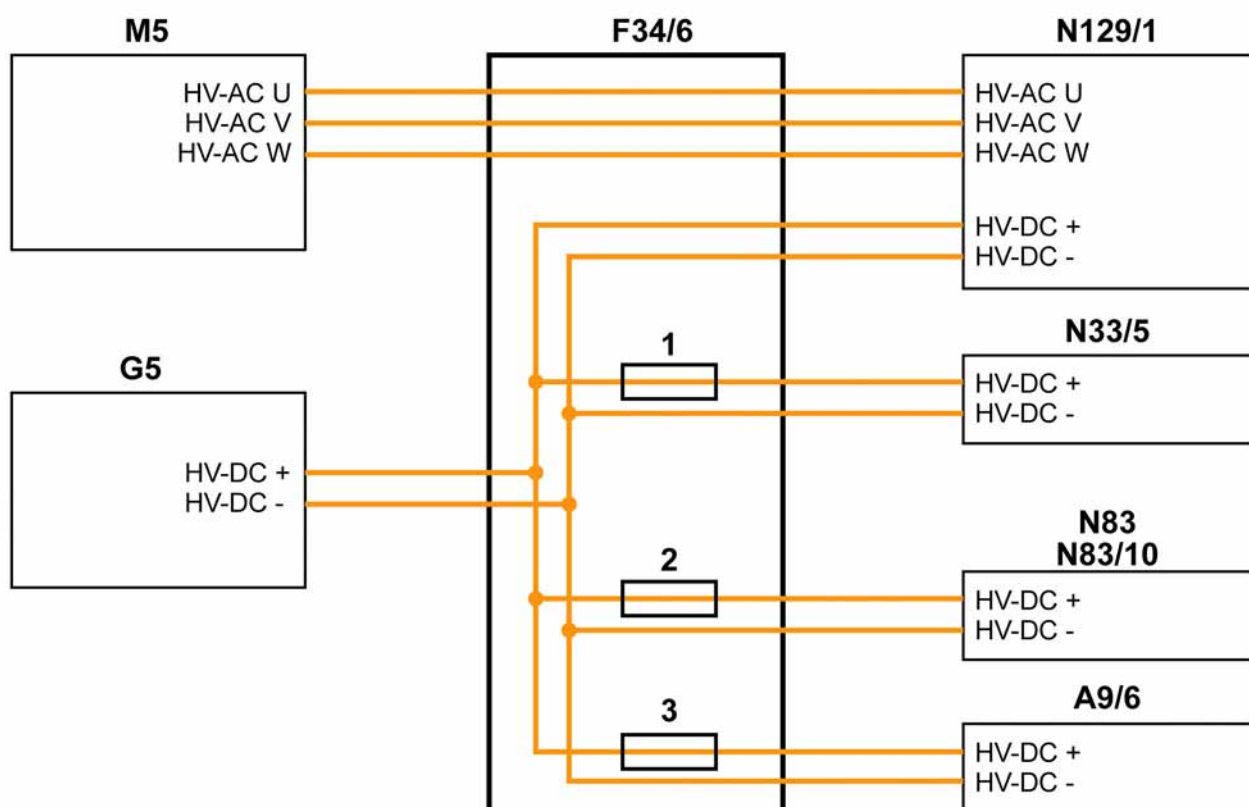 M5
HV-AC U
HV-AC V
HV-AC W
F34/6
N129/1
HV-AC U
HV-AC V
HV-AC W
HV-DC +
HV-DC -
G5
HV-DC +
HV-DC -
1
N33/5
HV-DC +
HV-DC -
2
N83
N83/10
HV-DC +
HV-DC -
3
A9/6
HV-DC +
HV-DC -